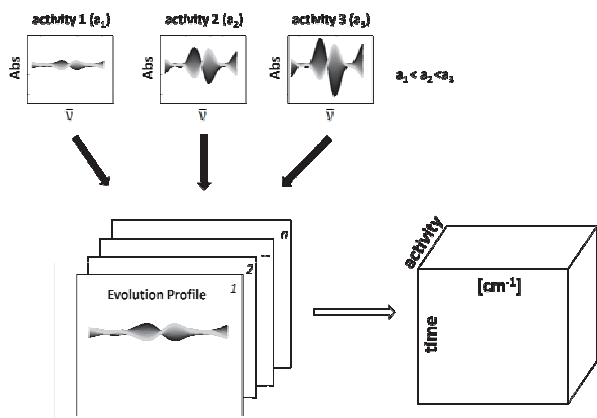 activity 1 (a₁)
activity 2 (a₂)
activity 3 (a₃)
Abs
Abs
Abs
a₁ < a₂ <a₃
ν̅
ν̅
ν̅
n
...
2
1
Evolution Profile
activity
[cm⁻¹]
time